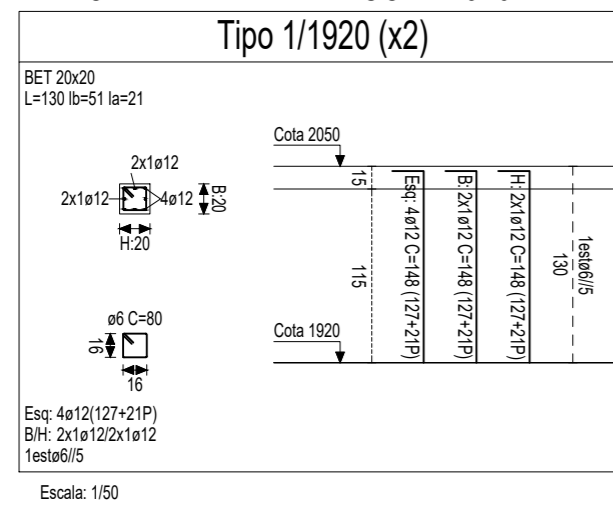 Tipo 1/1920 (x2)
BET 20x20
L=130 lb=51 la=21
2x1ø12
2x1ø12
4ø12
B:20
H:20
ø6 C=80
16
16
Esq: 4ø12(127+21P)
B/H: 2x1ø12/2x1ø12
1estø6//5
Cota 2050
15
115
Cota 1920
Esq: 4ø12 C=148 (127+21P)
B: 2x1ø12 C=148 (127+21P)
H: 2x1ø12 C=148 (127+21P)
1estø6//5
130
Escala: 1/50